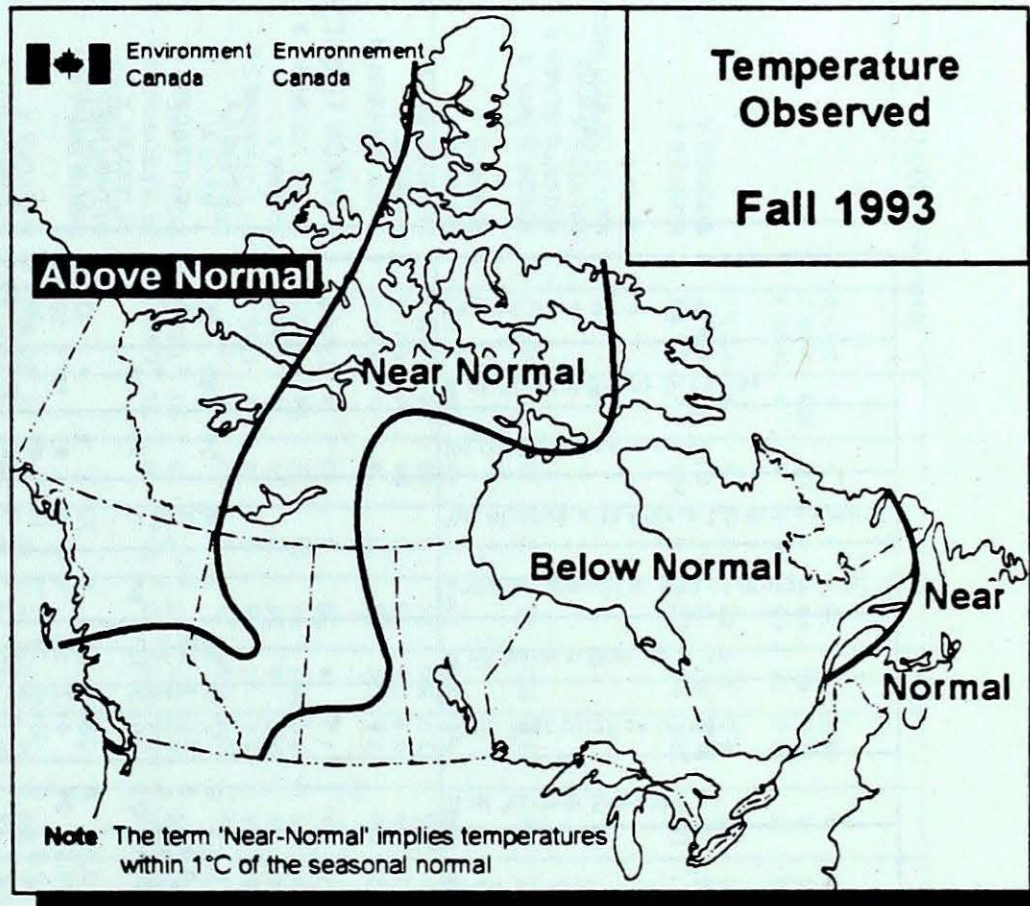 Environment Environnement
Canada Canada
Temperature
Observed
Fall 1993
Above Normal
Near Normal
Below Normal
Near
Normal
Note The term 'Near-Normal' implies temperatures
within 1°C of the seasonal normal